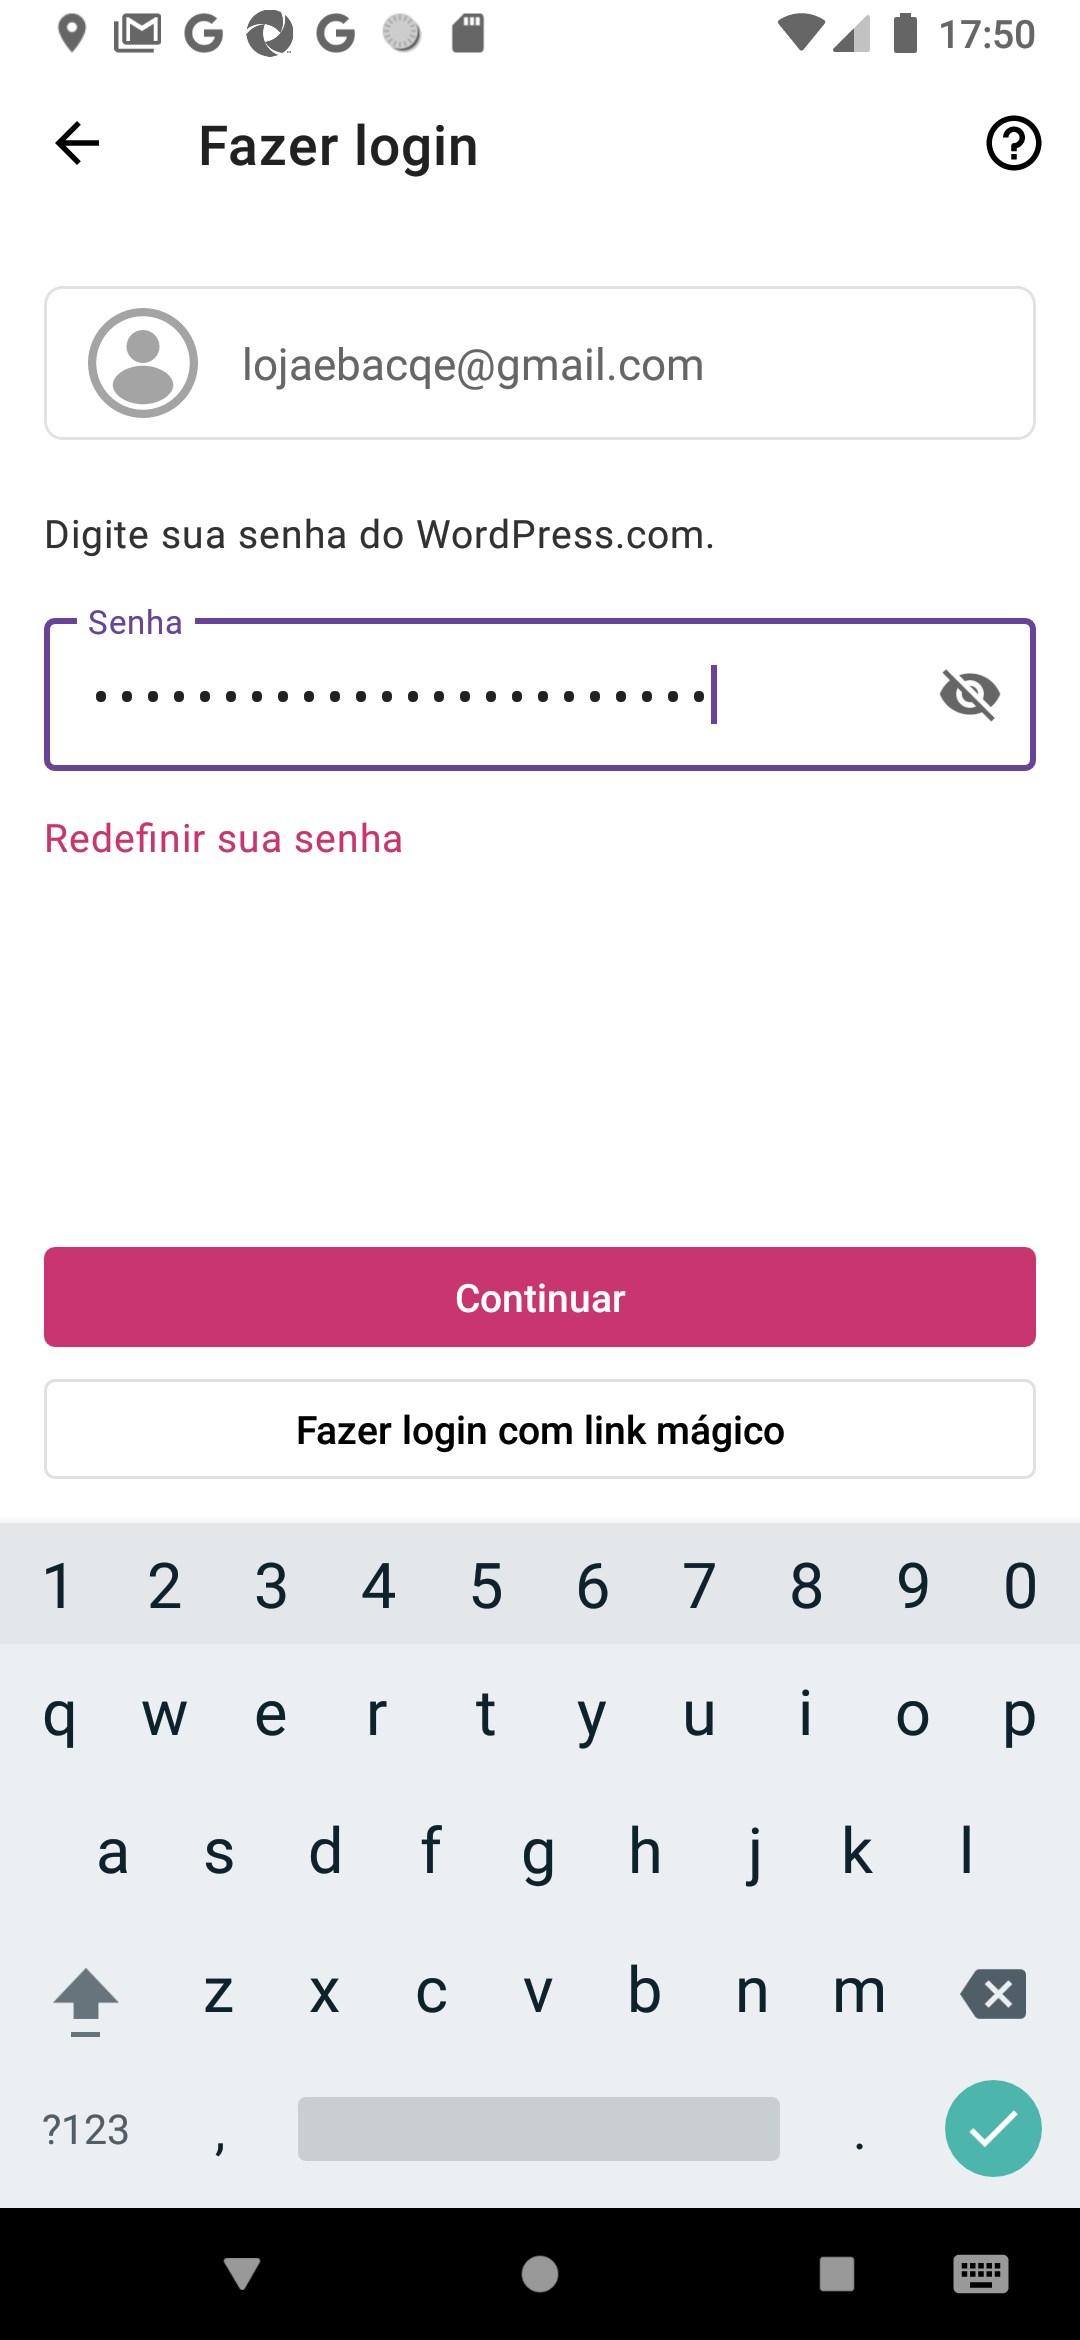 17:50
Fazer login
lojaebacqe@gmail.com
Digite sua senha do WordPress.com.
Senha
••••••••••••••••••••••••
Redefinir sua senha
Continuar
Fazer login com link mágico
1 2 3 4 5 6 7 8 9 0
q w e r t y u i o p
a s d f g h j k l
z x c v b n m
?123 , .